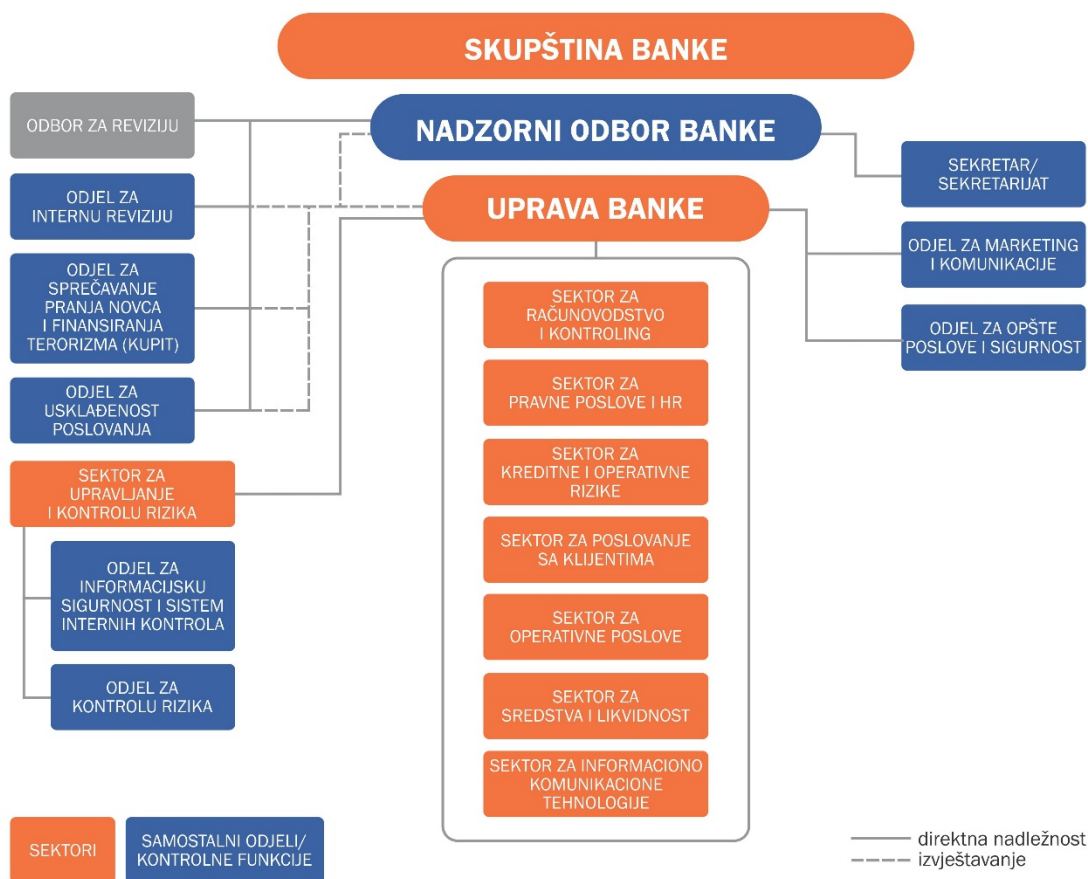 SKUPŠTINA BANKE
NADZORNI ODBOR BANKE
UPRAVA BANKE
ODBOR ZA REVIZIJU
ODJEL ZA
INTERNU REVIZIJU
ODJEL ZA
SPREČAVANJE
PRANJA NOVCA
I FINANSIRANJA
TERORIZMA (KUPIT)
ODJEL ZA
USKLAĐENOST
POSLOVANJA
SEKTOR ZA
UPRAVLJANJE
I KONTROLU RIZIKA
ODJEL ZA
INFORMACIJSKU
SIGURNOST I SISTEM
INTERNIH KONTROLA
ODJEL ZA
KONTROLU RIZIKA
SEKTOR ZA
RAČUNOVODSTVO
I KONTROLING
SEKTOR ZA
PRAVNE POSLOVE I HR
SEKTOR ZA
KREDITNE I OPERATIVNE
RIZIKE
SEKTOR ZA POSLOVANJE
SA KLIJENTIMA
SEKTOR ZA
OPERATIVNE POSLOVE
SEKTOR ZA
SREDSTVA I LIKVIDNOST
SEKTOR ZA INFORMACIONO
KOMUNIKACIONE
TEHNOLOGIJE
SEKRETAR/
SEKRETARIJAT
ODJEL ZA MARKETING
I KOMUNIKACIJE
ODJEL ZA OPŠTE
POSLOVE I SIGURNOST
SEKTORI
SAMOSTALNI ODJELI/
KONTROLNE FUNKCIJE
direktna nadležnost
izvještavanje